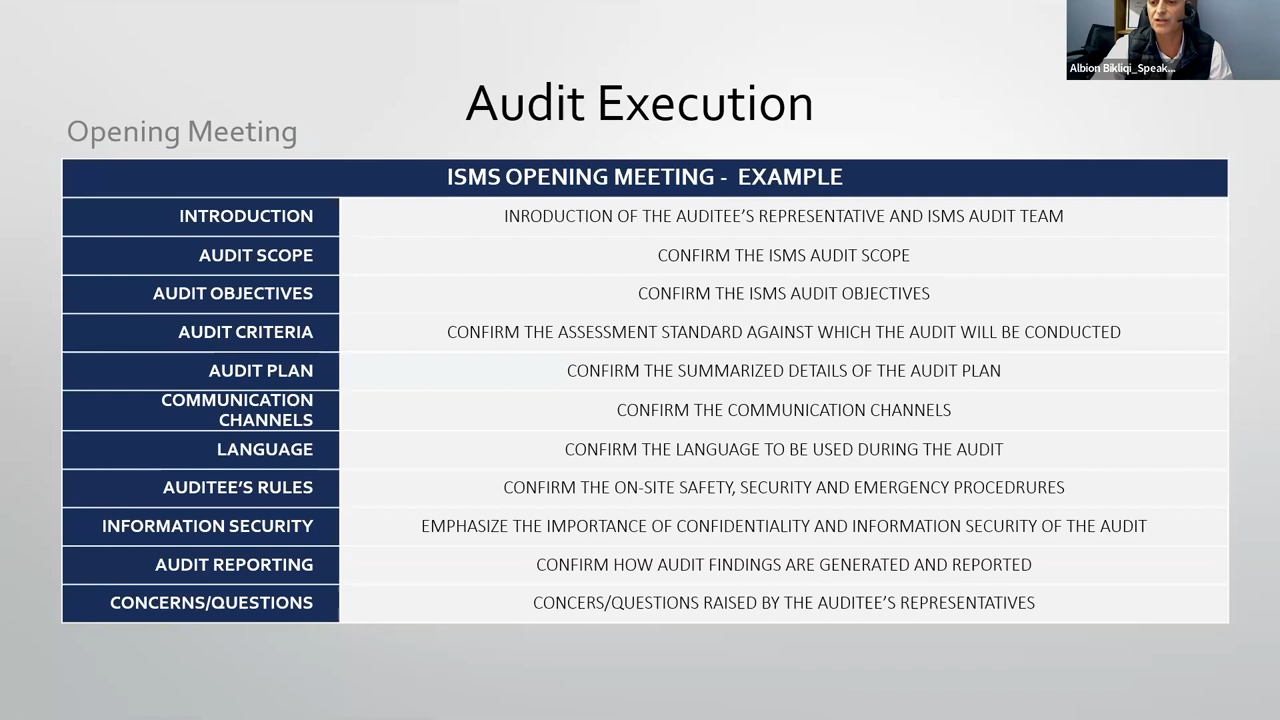 Albion Bikliqi_Speak...
Audit Execution
Opening Meeting
ISMS OPENING MEETING - EXAMPLE
INTRODUCTION INRODUCTION OF THE AUDITEE’S REPRESENTATIVE AND ISMS AUDIT TEAM
AUDIT SCOPE CONFIRM THE ISMS AUDIT SCOPE
AUDIT OBJECTIVES CONFIRM THE ISMS AUDIT OBJECTIVES
AUDIT CRITERIA CONFIRM THE ASSESSMENT STANDARD AGAINST WHICH THE AUDIT WILL BE CONDUCTED
AUDIT PLAN CONFIRM THE SUMMARIZED DETAILS OF THE AUDIT PLAN
COMMUNICATION
CHANNELS CONFIRM THE COMMUNICATION CHANNELS
LANGUAGE CONFIRM THE LANGUAGE TO BE USED DURING THE AUDIT
AUDITEE’S RULES CONFIRM THE ON-SITE SAFETY, SECURITY AND EMERGENCY PROCEDRURES
INFORMATION SECURITY EMPHASIZE THE IMPORTANCE OF CONFIDENTIALITY AND INFORMATION SECURITY OF THE AUDIT
AUDIT REPORTING CONFIRM HOW AUDIT FINDINGS ARE GENERATED AND REPORTED
CONCERNS/QUESTIONS CONCERS/QUESTIONS RAISED BY THE AUDITEE’S REPRESENTATIVES